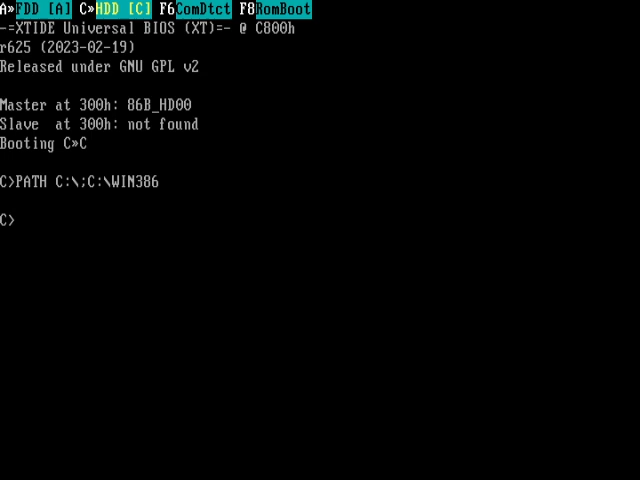 A»FDD [A] C»HDD [C] F6ComDtct F8RomBoot
-=XTIDE Universal BIOS (XT)=- @ C800h
r625 (2023-02-19)
Released under GNU GPL v2
Master at 300h: 86B_HD00
Slave  at 300h: not found
Booting C»C
C>PATH C:\;C:\WIN386
C>